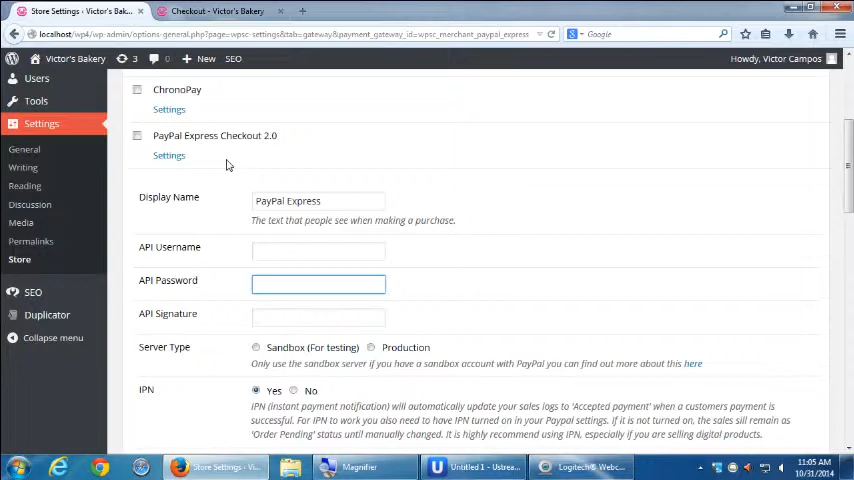 Store Settings ‹ Victor's Ba... ×
Checkout - Victor's Bakery ×
+
localhost/wp4/wp-admin/options-general.php?page=wpsc-settings&tab=gateway&payment_gateway_id=wpsc_merchant_paypal_express
Google
Victor's Bakery
3
0
+ New
SEO
Howdy, Victor Campos
Users
Tools
Settings
General
Writing
Reading
Discussion
Media
Permalinks
Store
SEO
Duplicator
Collapse menu
ChronoPay
Settings
PayPal Express Checkout 2.0
Settings
Display Name
PayPal Express
The text that people see when making a purchase.
API Username
API Password
API Signature
Server Type
Sandbox (For testing)
Production
Only use the sandbox server if you have a sandbox account with PayPal you can find out more about this here
IPN
Yes
No
IPN (instant payment notification) will automatically update your sales logs to 'Accepted payment' when a customers payment is
successful. For IPN to work you also need to have IPN turned on in your Paypal settings. If it is not turned on, the sales sill remain as
'Order Pending' status until manually changed. It is highly recommend using IPN, especially if you are selling digital products.
Store Settings ‹ Vi...
Magnifier
Untitled 1 - Ustrea...
Logitech® Webc...
11:05 AM
10/31/2014